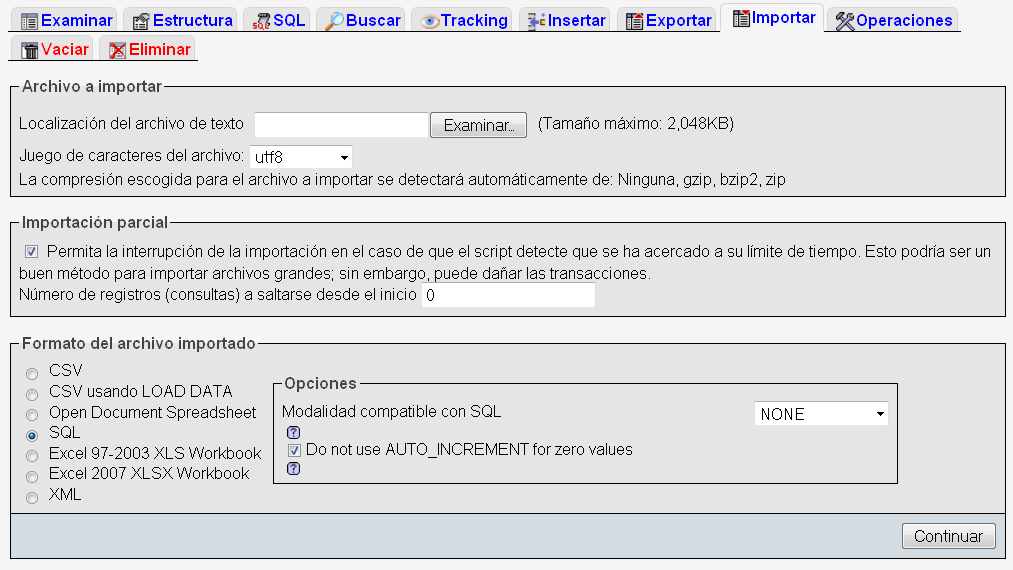 Examinar Estructura SQL Buscar Tracking Insertar Exportar Importar Operaciones
Vaciar Eliminar
Archivo a importar
Localización del archivo de texto Examinar... (Tamaño máximo: 2,048KB)
Juego de caracteres del archivo: utf8
La compresión escogida para el archivo a importar se detectará automáticamente de: Ninguna, gzip, bzip2, zip
Importación parcial
Permita la interrupción de la importación en el caso de que el script detecte que se ha acercado a su límite de tiempo. Esto podría ser un
buen método para importar archivos grandes; sin embargo, puede dañar las transacciones.
Número de registros (consultas) a saltarse desde el inicio 0
Formato del archivo importado
CSV
CSV usando LOAD DATA
Open Document Spreadsheet
SQL
Excel 97-2003 XLS Workbook
Excel 2007 XLSX Workbook
XML
Opciones
Modalidad compatible con SQL NONE
?
Do not use AUTO_INCREMENT for zero values
?
Continuar